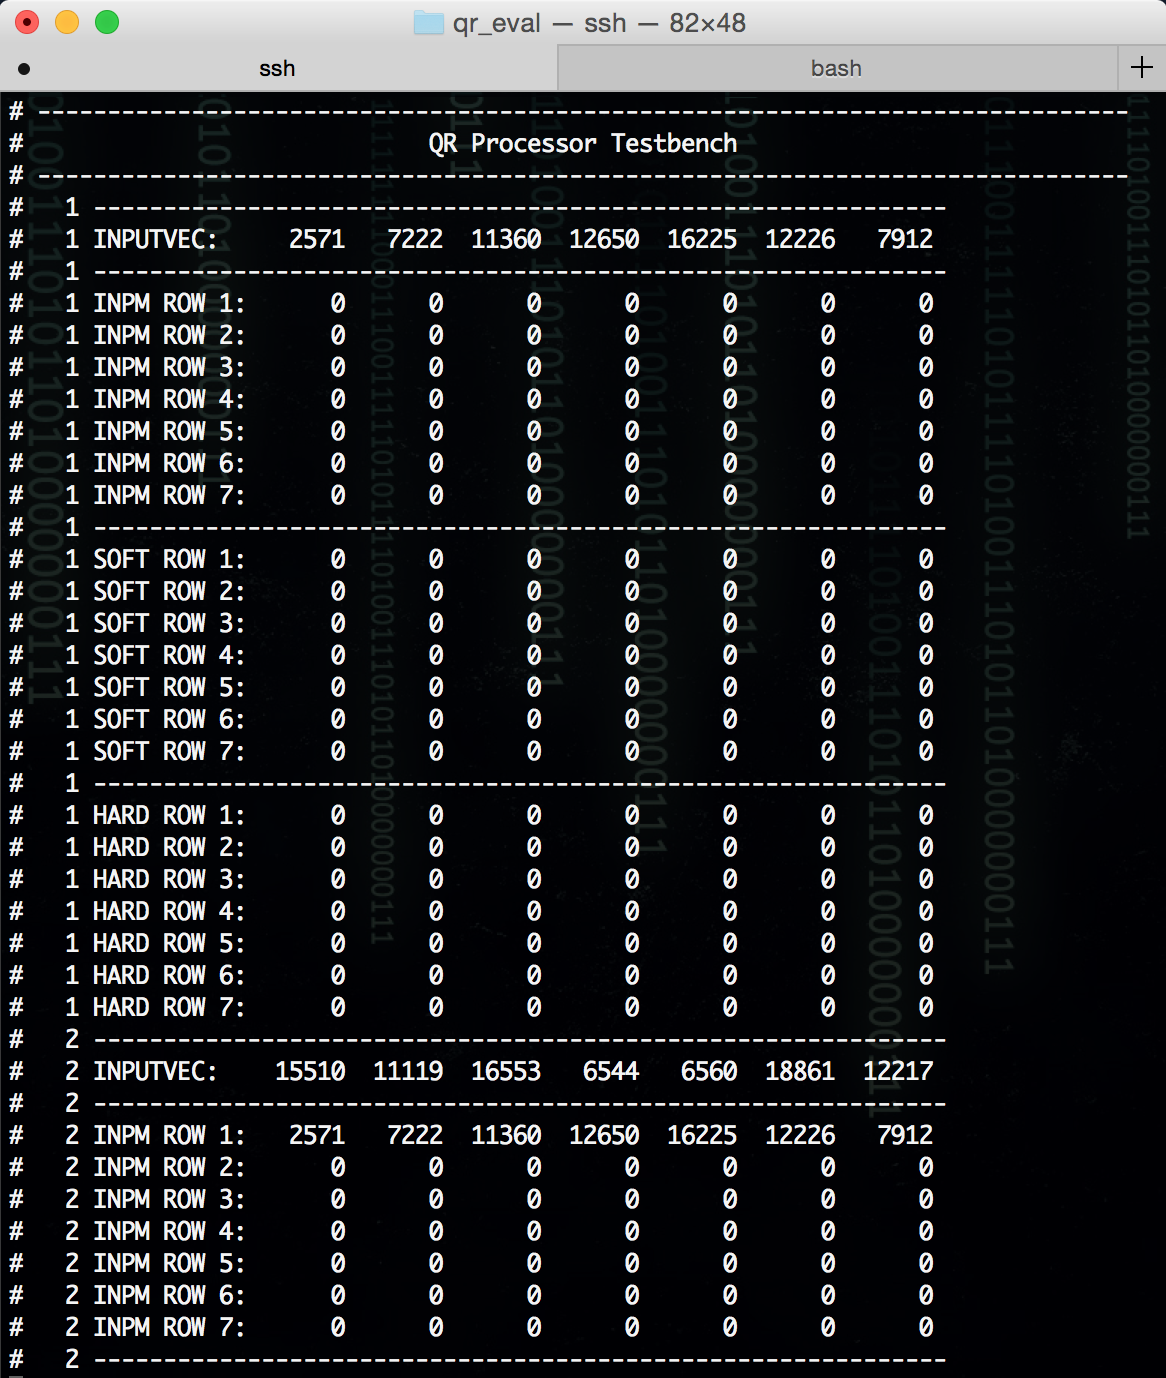 qr_eval — ssh — 82×48
ssh bash
# ------------------------------------------------------------------------------
# QR Processor Testbench
# ------------------------------------------------------------------------------
# 1 -------------------------------------------------------------
# 1 INPUTVEC: 2571 7222 11360 12650 16225 12226 7912
# 1 -------------------------------------------------------------
# 1 INPM ROW 1: 0 0 0 0 0 0 0
# 1 INPM ROW 2: 0 0 0 0 0 0 0
# 1 INPM ROW 3: 0 0 0 0 0 0 0
# 1 INPM ROW 4: 0 0 0 0 0 0 0
# 1 INPM ROW 5: 0 0 0 0 0 0 0
# 1 INPM ROW 6: 0 0 0 0 0 0 0
# 1 INPM ROW 7: 0 0 0 0 0 0 0
# 1 -------------------------------------------------------------
# 1 SOFT ROW 1: 0 0 0 0 0 0 0
# 1 SOFT ROW 2: 0 0 0 0 0 0 0
# 1 SOFT ROW 3: 0 0 0 0 0 0 0
# 1 SOFT ROW 4: 0 0 0 0 0 0 0
# 1 SOFT ROW 5: 0 0 0 0 0 0 0
# 1 SOFT ROW 6: 0 0 0 0 0 0 0
# 1 SOFT ROW 7: 0 0 0 0 0 0 0
# 1 -------------------------------------------------------------
# 1 HARD ROW 1: 0 0 0 0 0 0 0
# 1 HARD ROW 2: 0 0 0 0 0 0 0
# 1 HARD ROW 3: 0 0 0 0 0 0 0
# 1 HARD ROW 4: 0 0 0 0 0 0 0
# 1 HARD ROW 5: 0 0 0 0 0 0 0
# 1 HARD ROW 6: 0 0 0 0 0 0 0
# 1 HARD ROW 7: 0 0 0 0 0 0 0
# 2 -------------------------------------------------------------
# 2 INPUTVEC: 15510 11119 16553 6544 6560 18861 12217
# 2 -------------------------------------------------------------
# 2 INPM ROW 1: 2571 7222 11360 12650 16225 12226 7912
# 2 INPM ROW 2: 0 0 0 0 0 0 0
# 2 INPM ROW 3: 0 0 0 0 0 0 0
# 2 INPM ROW 4: 0 0 0 0 0 0 0
# 2 INPM ROW 5: 0 0 0 0 0 0 0
# 2 INPM ROW 6: 0 0 0 0 0 0 0
# 2 INPM ROW 7: 0 0 0 0 0 0 0
# 2 -------------------------------------------------------------